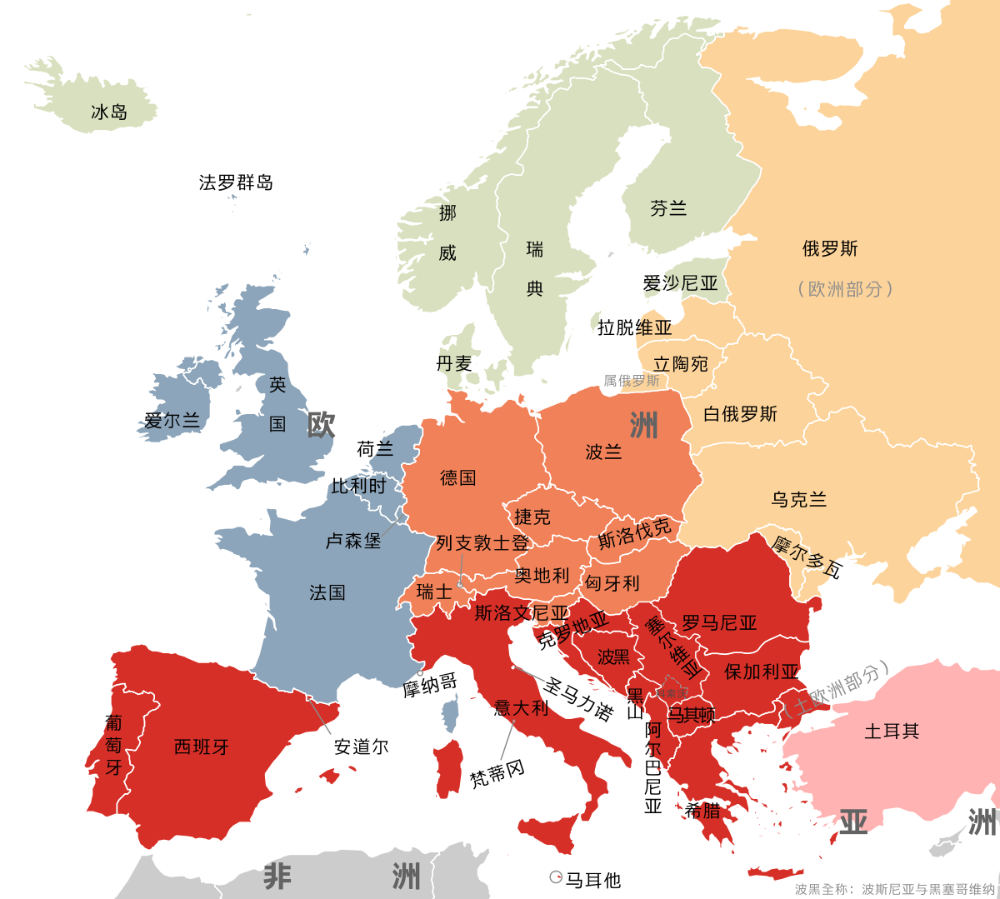 冰岛
法罗群岛
挪威
瑞典
芬兰
俄罗斯
（欧洲部分）
爱沙尼亚
拉脱维亚
丹麦
立陶宛
属俄罗斯
英国
爱尔兰
欧
洲
白俄罗斯
荷兰
波兰
德国
比利时
乌克兰
捷克
卢森堡
列支敦士登
斯洛伐克
摩尔多瓦
奥地利
匈牙利
法国
瑞士
斯洛文尼亚
克罗地亚
塞尔维亚
罗马尼亚
波黑
保加利亚
摩纳哥
圣马力诺
黑山
科索沃
（土欧洲部分）
意大利
马其顿
葡萄牙
西班牙
安道尔
阿尔巴尼亚
土耳其
梵蒂冈
希腊
亚
洲
非
洲
马耳他
波黑全称：波斯尼亚与黑塞哥维纳